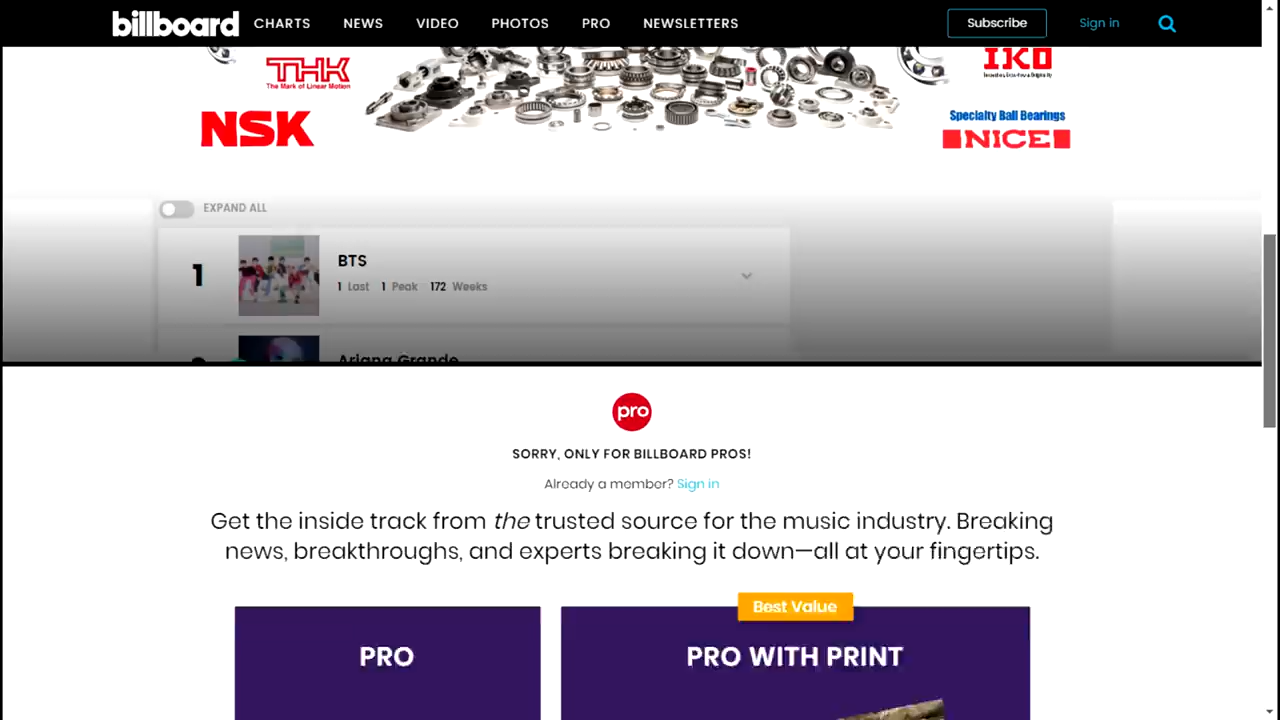 billboard CHARTS NEWS VIDEO PHOTOS PRO NEWSLETTERS Subscribe Sign in
THK
The Mark of Linear Motion
NSK
IKO
Specialty Ball Bearings
NICE
EXPAND ALL
1 BTS
1 Last 1 Peak 172 Weeks
Ariana Grande
pro
SORRY, ONLY FOR BILLBOARD PROS!
Already a member? Sign in
Get the inside track from the trusted source for the music industry. Breaking
news, breakthroughs, and experts breaking it down—all at your fingertips.
Best Value
PRO
PRO WITH PRINT